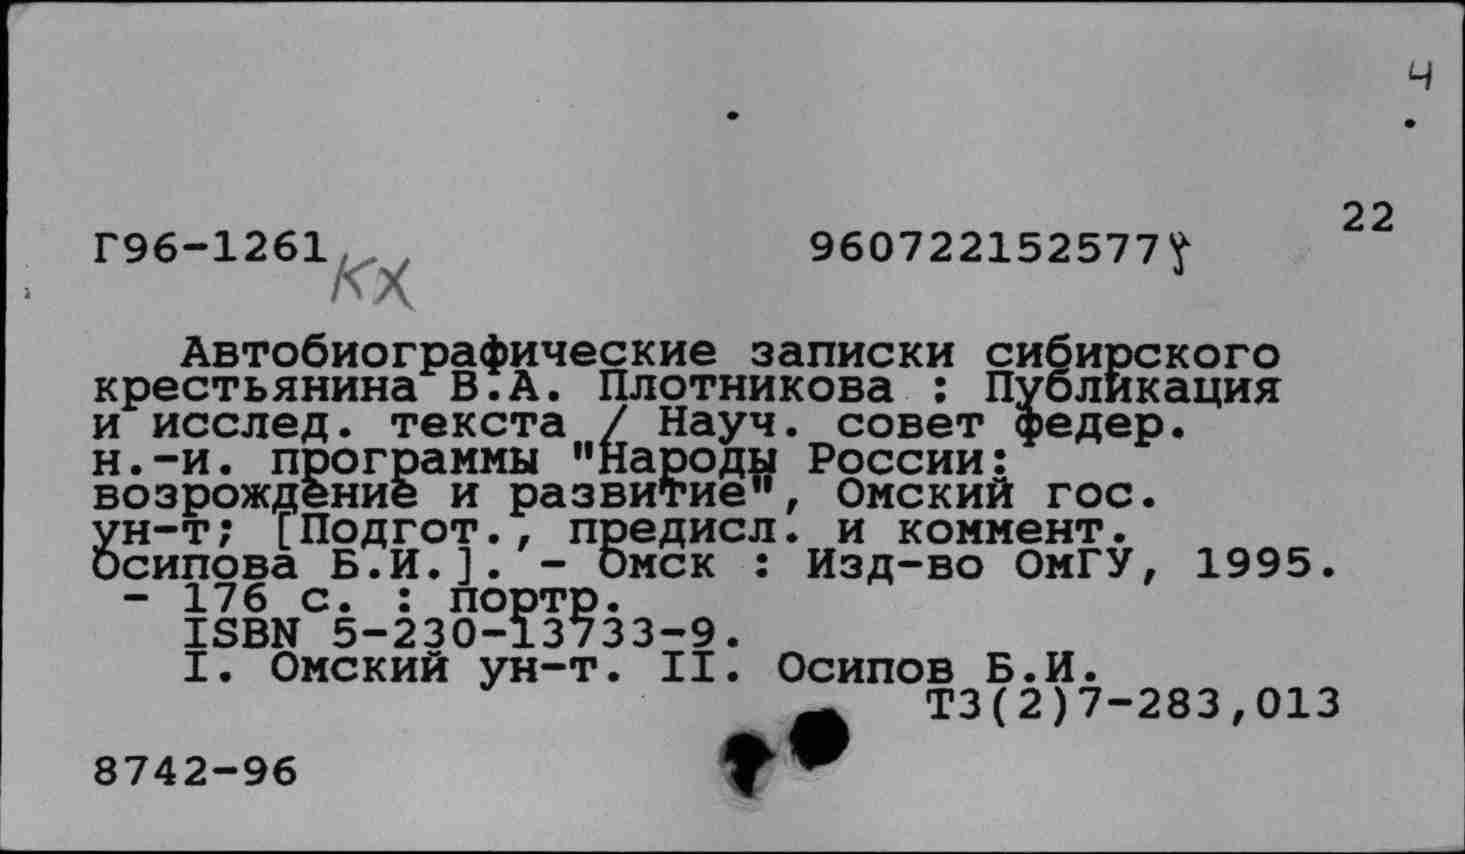 Ч
22
Г96-1261 960722152577
КХ
Автобиографические записки сибирского
крестьянина В.А. Плотникова : Публикация
и исслед. текста / Науч. совет федер.
н.-и. программы "Народы России:
возрождение и развитие", Омский гос.
ун-т; [Подгот., предисл. и коммент.
Осипова Б.И.]. - Омск : Изд-во ОмГУ, 1995.
- 176 с. : портр.
ISBN 5-230-13733-9.
I. Омский ун-т. II. Осипов Б.И.
Т3(2)7-283,013
8742-96